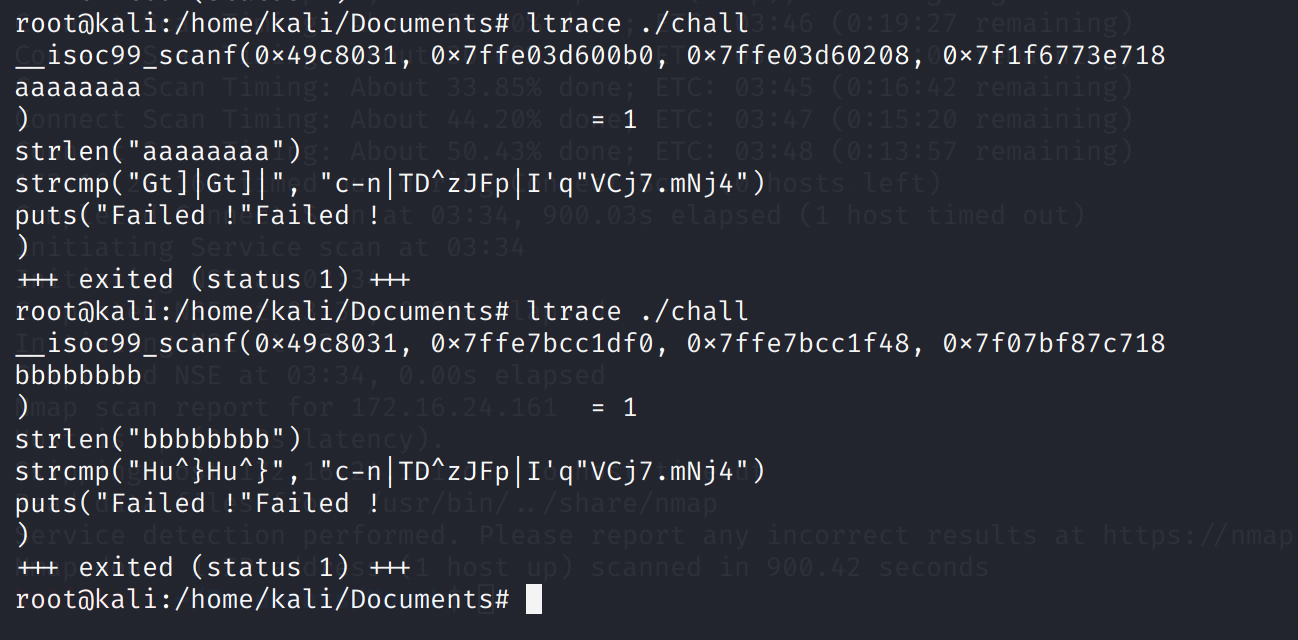 root@kali:/home/kali/Documents# ltrace ./chall
__isoc99_scanf(0×49c8031, 0×7ffe03d600b0, 0×7ffe03d60208, 0×7f1f6773e718
aaaaaaaa
) = 1
strlen("aaaaaaaa")
strcmp("Gt]|Gt]|", "c-n|TD^zJFp|I'q"VCj7.mNj4")
puts("Failed !"Failed !
)
+++ exited (status 1) +++
root@kali:/home/kali/Documents# ltrace ./chall
__isoc99_scanf(0×49c8031, 0×7ffe7bcc1df0, 0×7ffe7bcc1f48, 0×7f07bf87c718
bbbbbbbb
) = 1
strlen("bbbbbbbb")
strcmp("Hu^}Hu^}", "c-n|TD^zJFp|I'q"VCj7.mNj4")
puts("Failed !"Failed !
)
+++ exited (status 1) +++
root@kali:/home/kali/Documents#